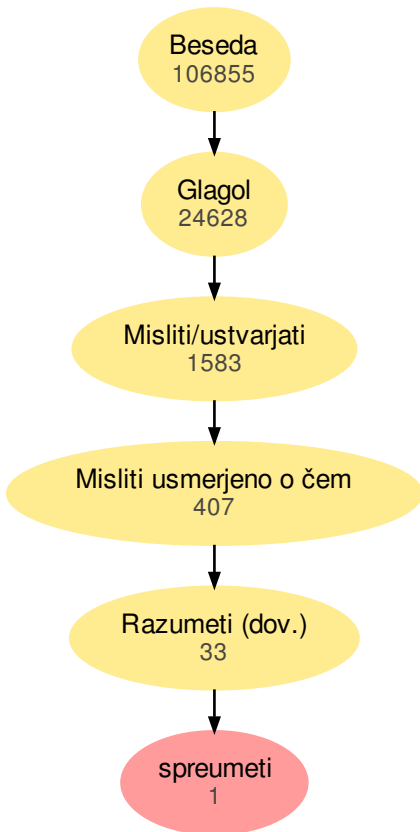 Beseda
106855
Glagol
24628
Misliti/ustvarjati
1583
Misliti usmerjeno o čem
407
Razumeti (dov.)
33
spreumeti
1